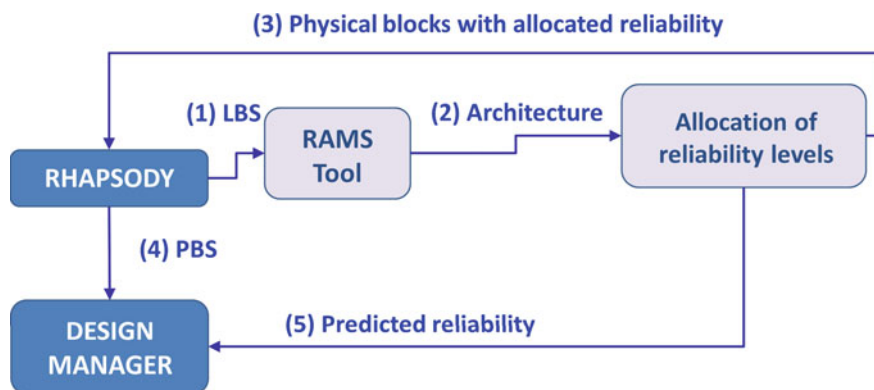 (3) Physical blocks with allocated reliability
(1) LBS
(2) Architecture
RAMS
Tool
Allocation of
reliability levels
RHAPSODY
(4) PBS
(5) Predicted reliability
DESIGN
MANAGER